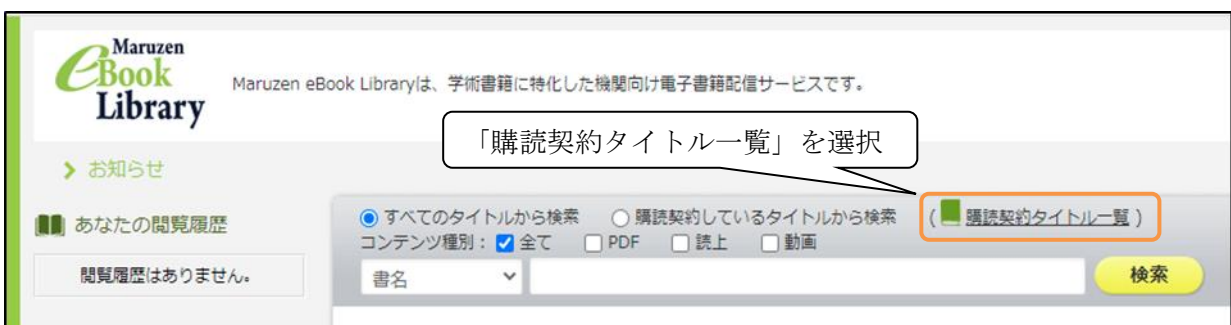 Maruzen
eBook
Library
Maruzen eBook Libraryは、学術書籍に特化した機関向け電子書籍配信サービスです。
「購読契約タイトル一覧」を選択
お知らせ
あなたの閲覧履歴
閲覧履歴はありません。
すべてのタイトルから検索 購読契約しているタイトルから検索 ( 購読契約タイトル一覧 )
コンテンツ種別： 全て PDF 読上 動画
書名 検索